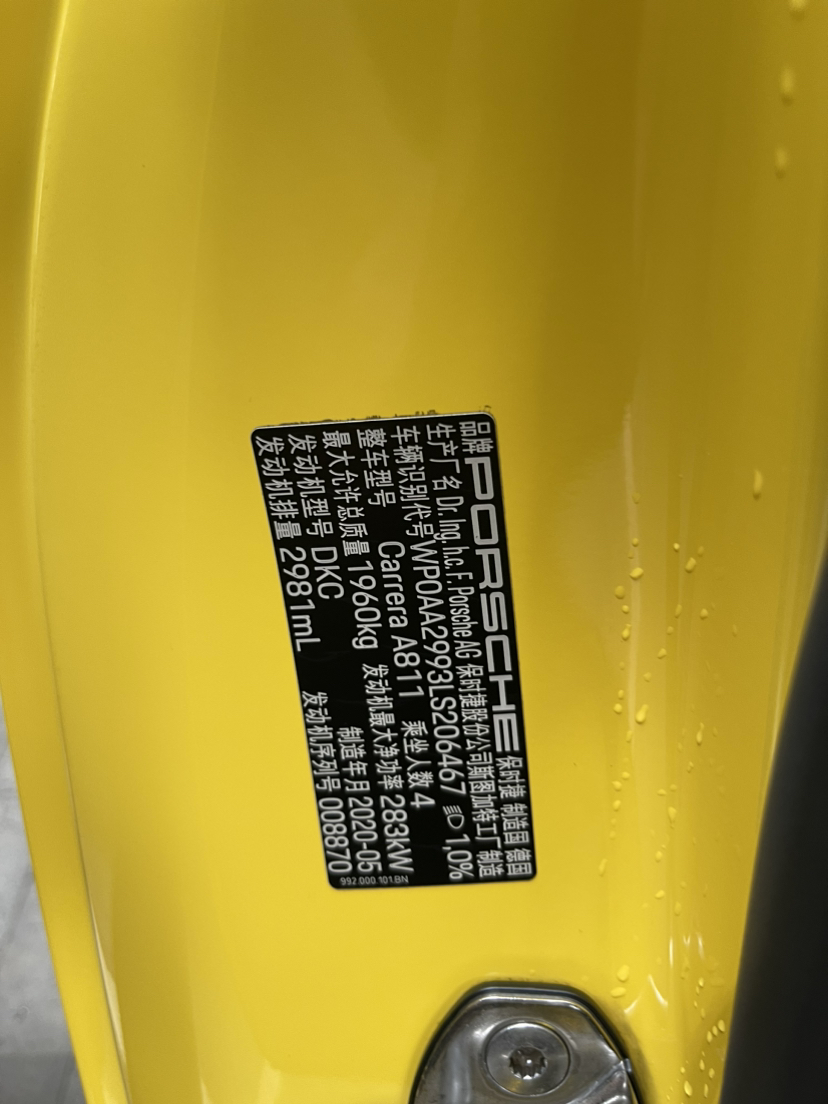 品牌 PORSCHE 保时捷 制造国 德国
生产厂名 Dr. Ing. h.c. F. Porsche AG 保时捷股份公司斯图加特工厂 制造
车辆识别代号 WP0AA2993LS206467 1,0%
整车型号 Carrera A811 乘坐人数 4
最大允许总质量 1960kg 发动机最大净功率 283kW
发动机型号 DKC 制造年月 2020-05
发动机排量 2981mL 发动机序列号 008870
992.000.101.BN